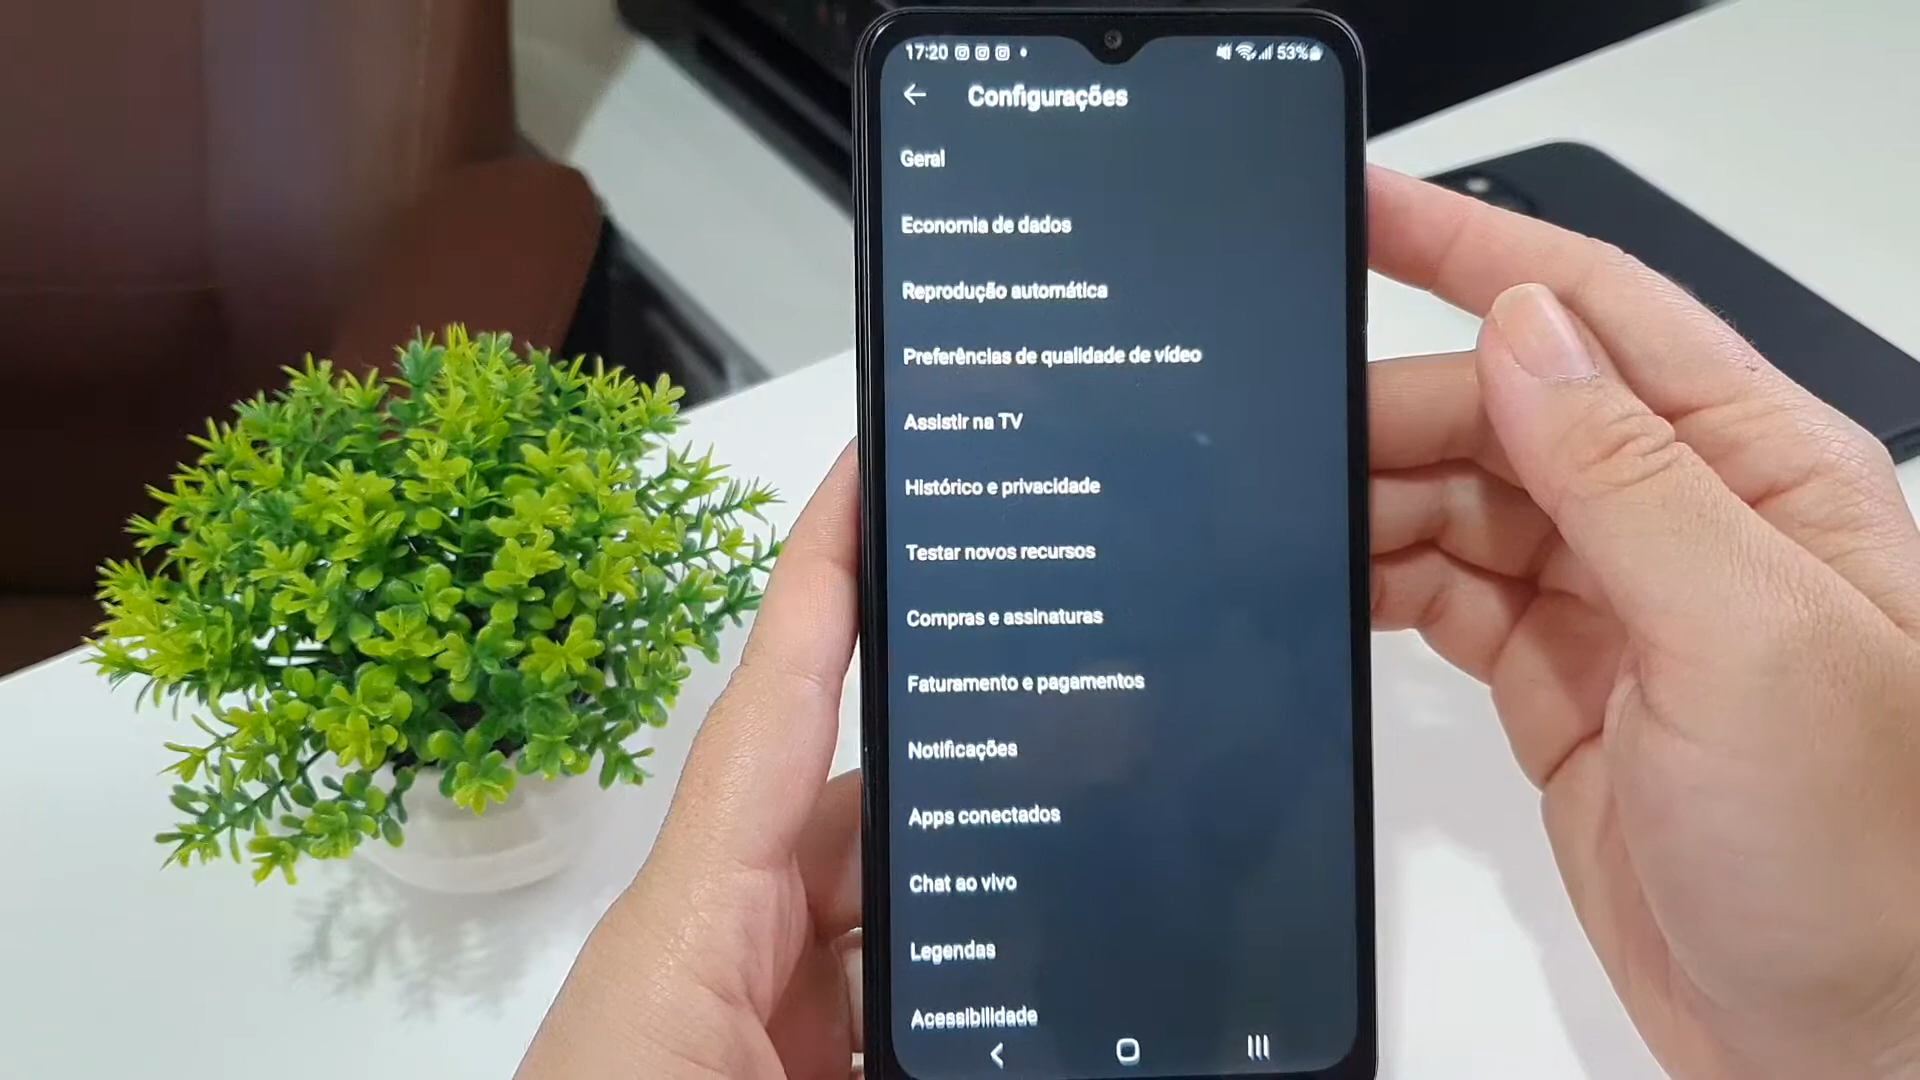 17:20 53%
Configurações
Geral
Economia de dados
Reprodução automática
Preferências de qualidade de vídeo
Assistir na TV
Histórico e privacidade
Testar novos recursos
Compras e assinaturas
Faturamento e pagamentos
Notificações
Apps conectados
Chat ao vivo
Legendas
Acessibilidade